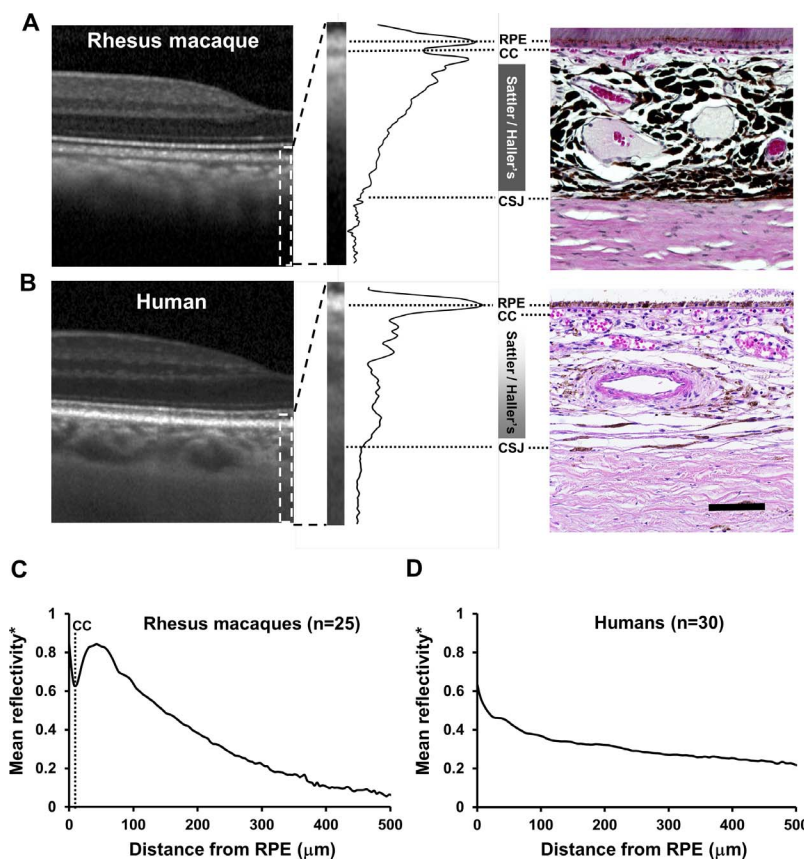 A
Rhesus macaque
RPE
CC
Sattler / Haller's
CSJ
B
Human
RPE
CC
Sattler / Haller's
CSJ
C
D
Rhesus macaques (n=25)
CC
Mean reflectivity*
1
0.8
0.6
0.4
0.2
0
0 100 200 300 400 500
Distance from RPE (μm)
Humans (n=30)
Mean reflectivity*
1
0.8
0.6
0.4
0.2
0
0 100 200 300 400 500
Distance from RPE (μm)